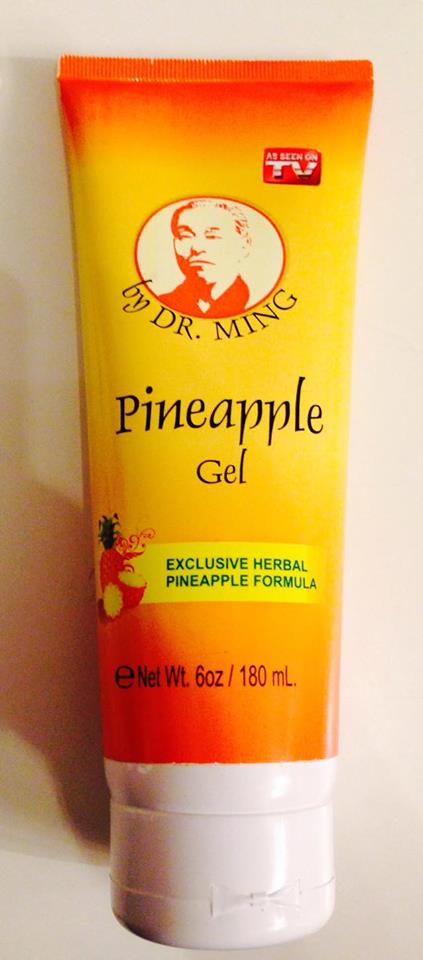 AS SEEN ON
TV
by DR. MING
Pineapple
Gel
EXCLUSIVE HERBAL
PINEAPPLE FORMULA
℮ Net Wt. 6oz / 180 mL.